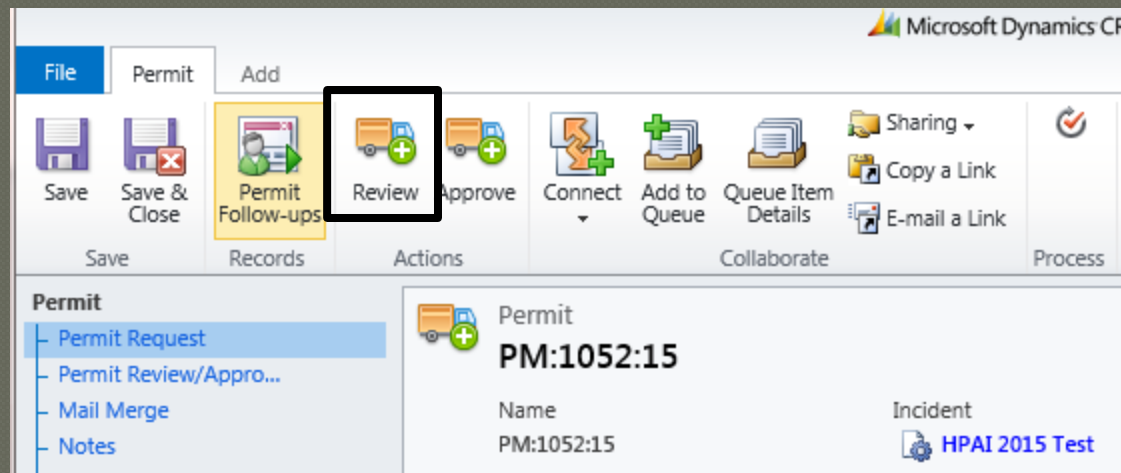 Microsoft Dynamics CR
File Permit Add
Save Save & Close Permit Follow-ups Review Approve Connect Add to Queue Queue Item Details
Sharing
Copy a Link
E-mail a Link
Save Records Actions Collaborate Process
Permit
Permit Request
Permit Review/Appro...
Mail Merge
Notes
Permit
PM:1052:15
Name Incident
PM:1052:15 HPAI 2015 Test